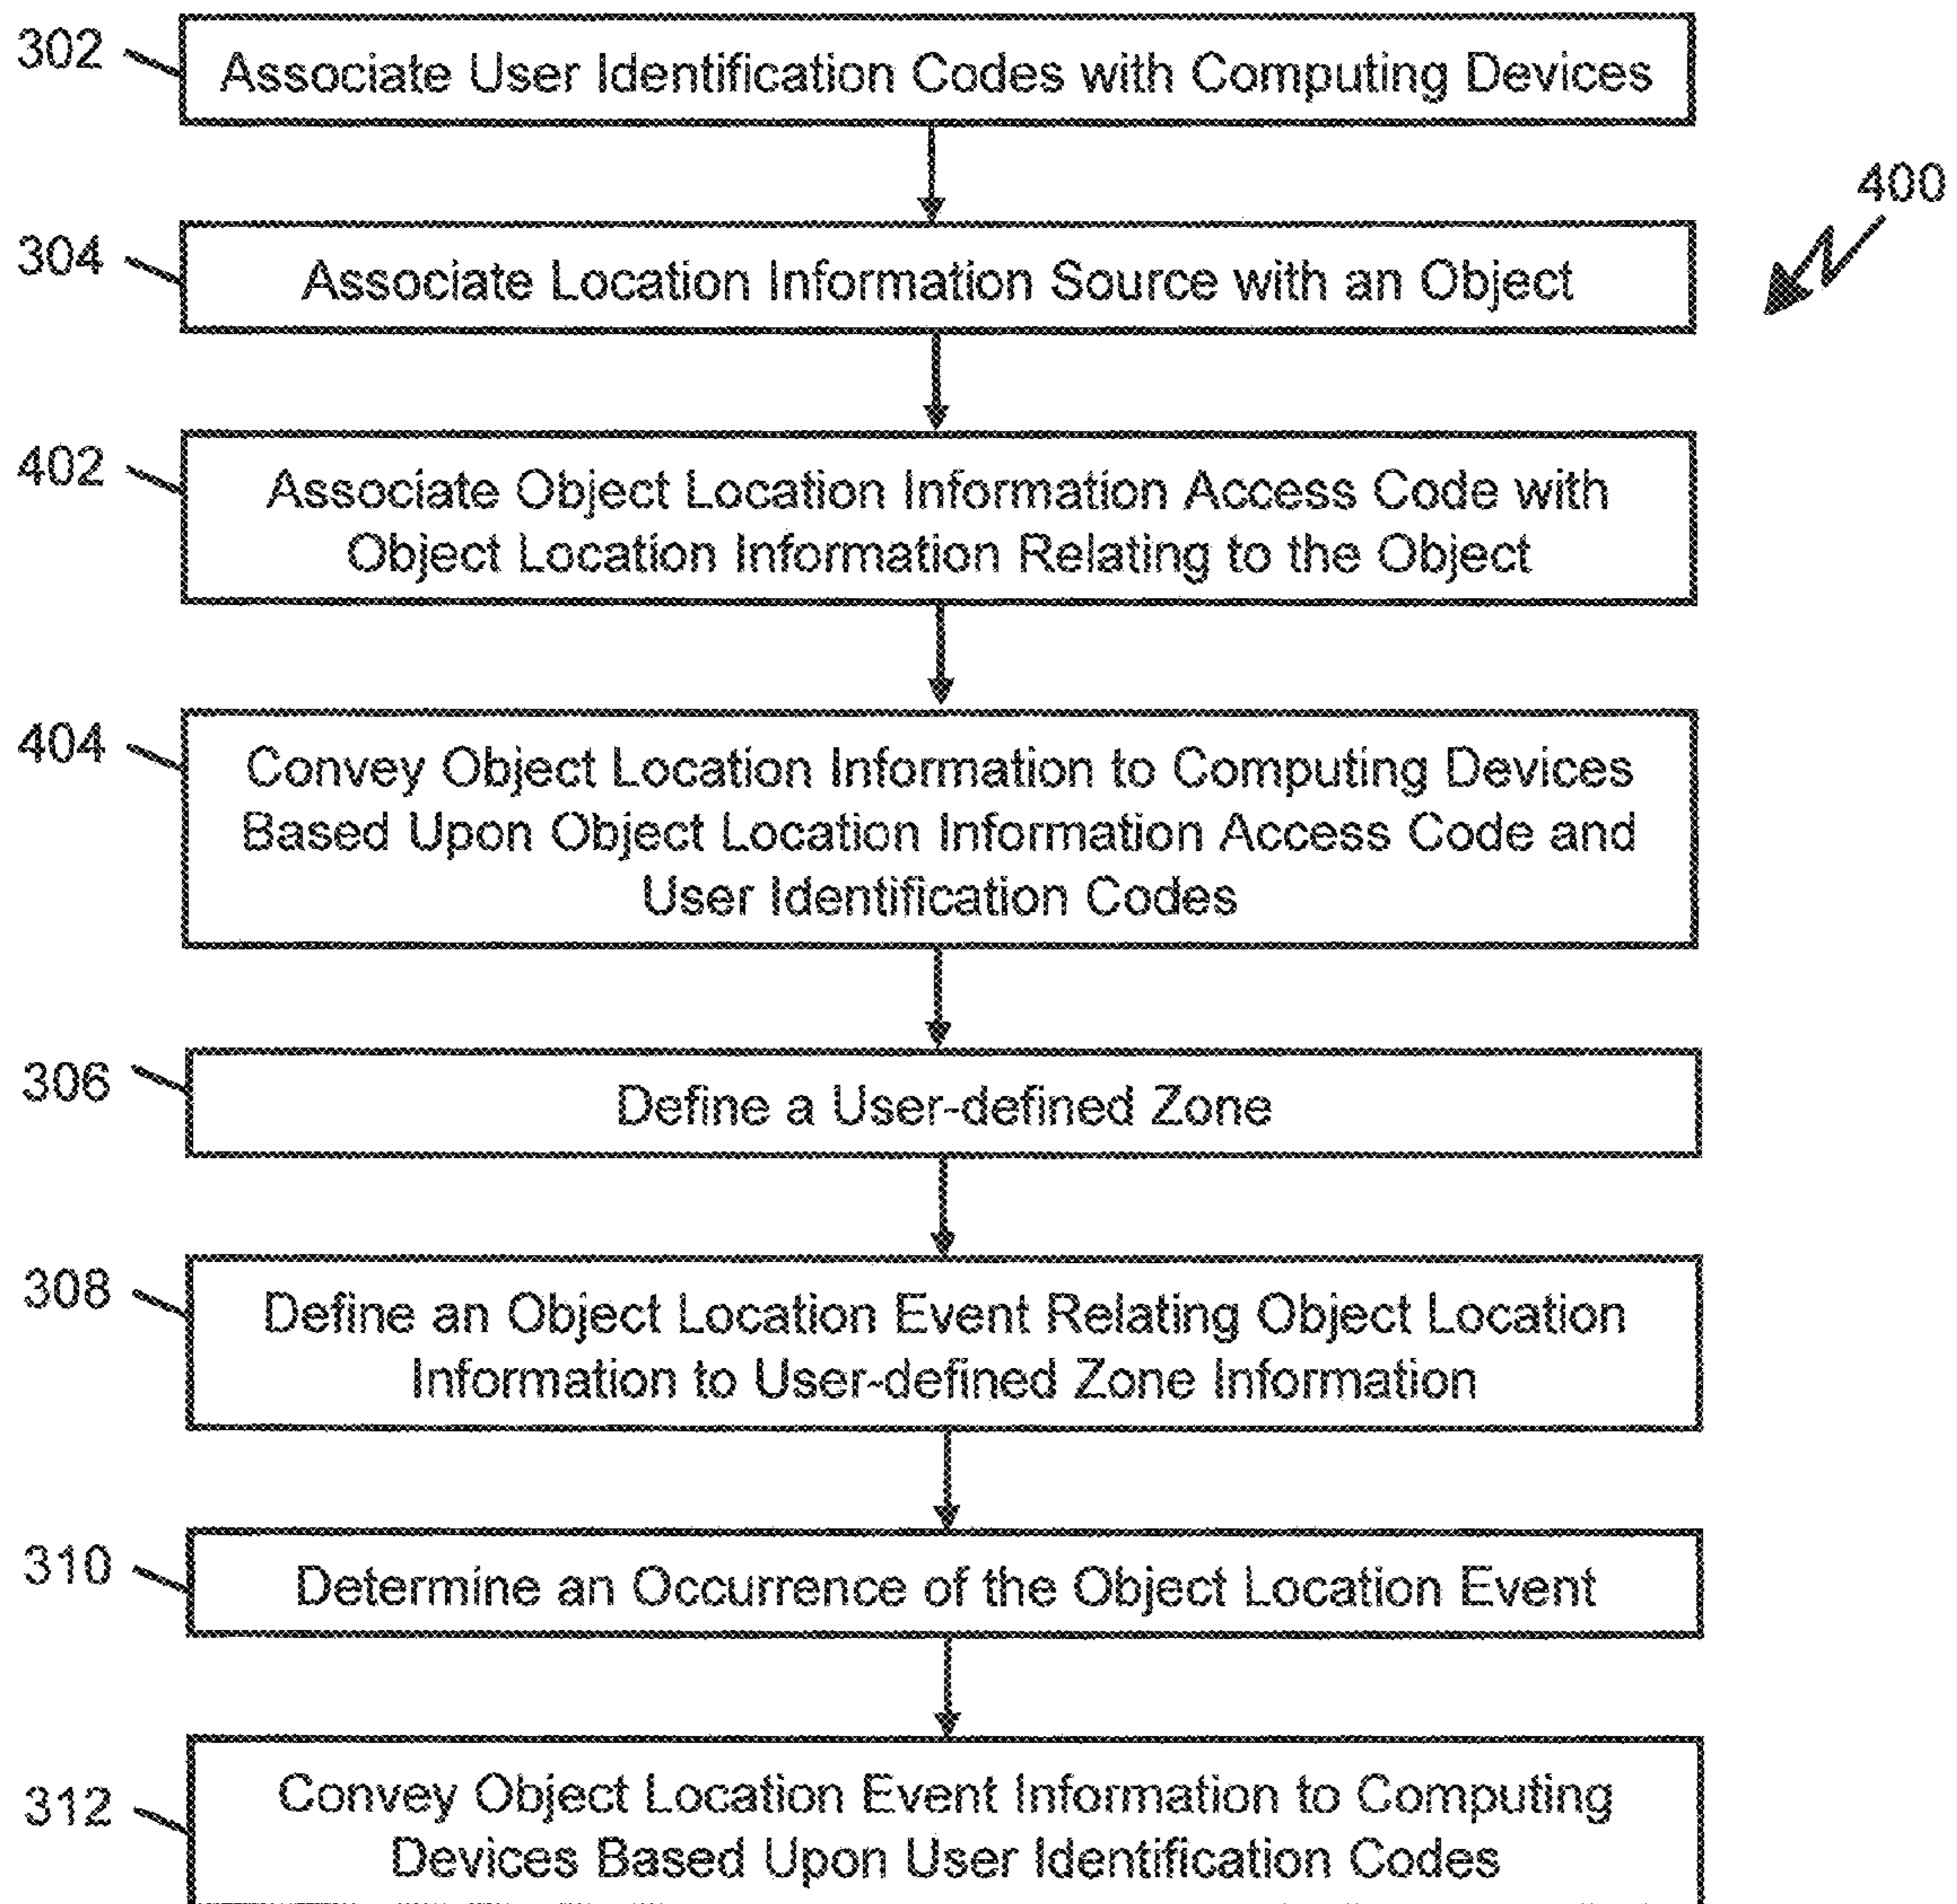 302
Associate User Identification Codes with Computing Devices
400
304
Associate Location Information Source with an Object
402
Associate Object Location Information Access Code with
Object Location Information Relating to the Object
404
Convey Object Location Information to Computing Devices
Based Upon Object Location Information Access Code and
User Identification Codes
306
Define a User-defined Zone
308
Define an Object Location Event Relating Object Location
Information to User-defined Zone Information
310
Determine an Occurrence of the Object Location Event
312
Convey Object Location Event Information to Computing
Devices Based Upon User Identification Codes